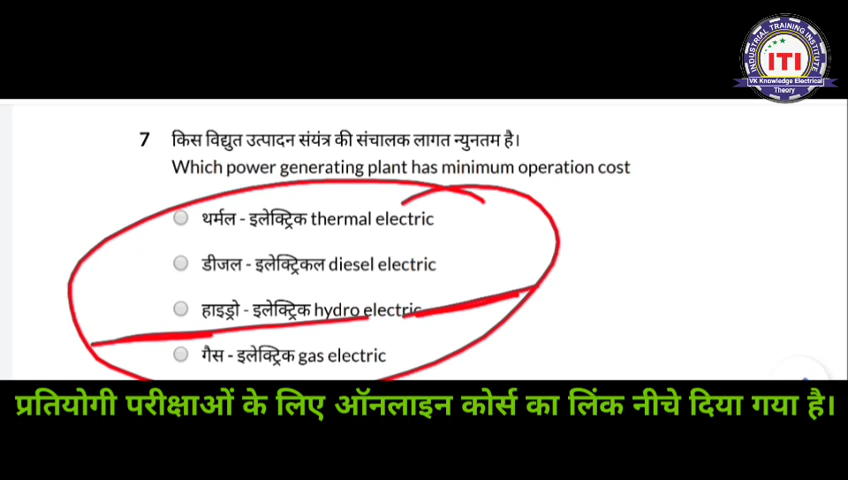 INDUSTRIAL TRAINING INSTITUTE
ITI
VK Knowledge Electrical
Theory
7 किस विद्युत उत्पादन संयंत्र की संचालक लागत न्युनतम है।
Which power generating plant has minimum operation cost
थर्मल - इलेक्ट्रिक thermal electric
डीजल - इलेक्ट्रिकल diesel electric
हाइड्रो - इलेक्ट्रिक hydro electric
गैस - इलेक्ट्रिक gas electric
प्रतियोगी परीक्षाओं के लिए ऑनलाइन कोर्स का लिंक नीचे दिया गया है।